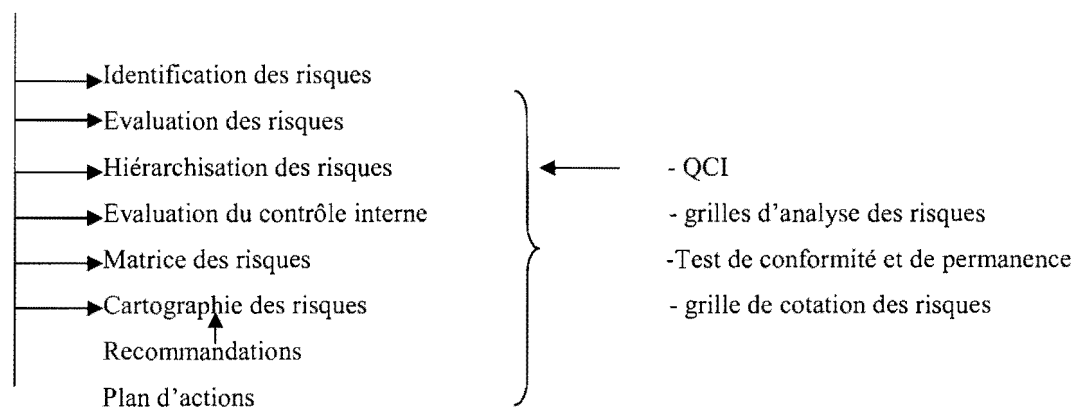 Identification des risques
Evaluation des risques
Hiérarchisation des risques
Evaluation du contrôle interne
Matrice des risques
Cartographie des risques
Recommandations
Plan d'actions
- QCI
- grilles d'analyse des risques
-Test de conformité et de permanence
- grille de cotation des risques